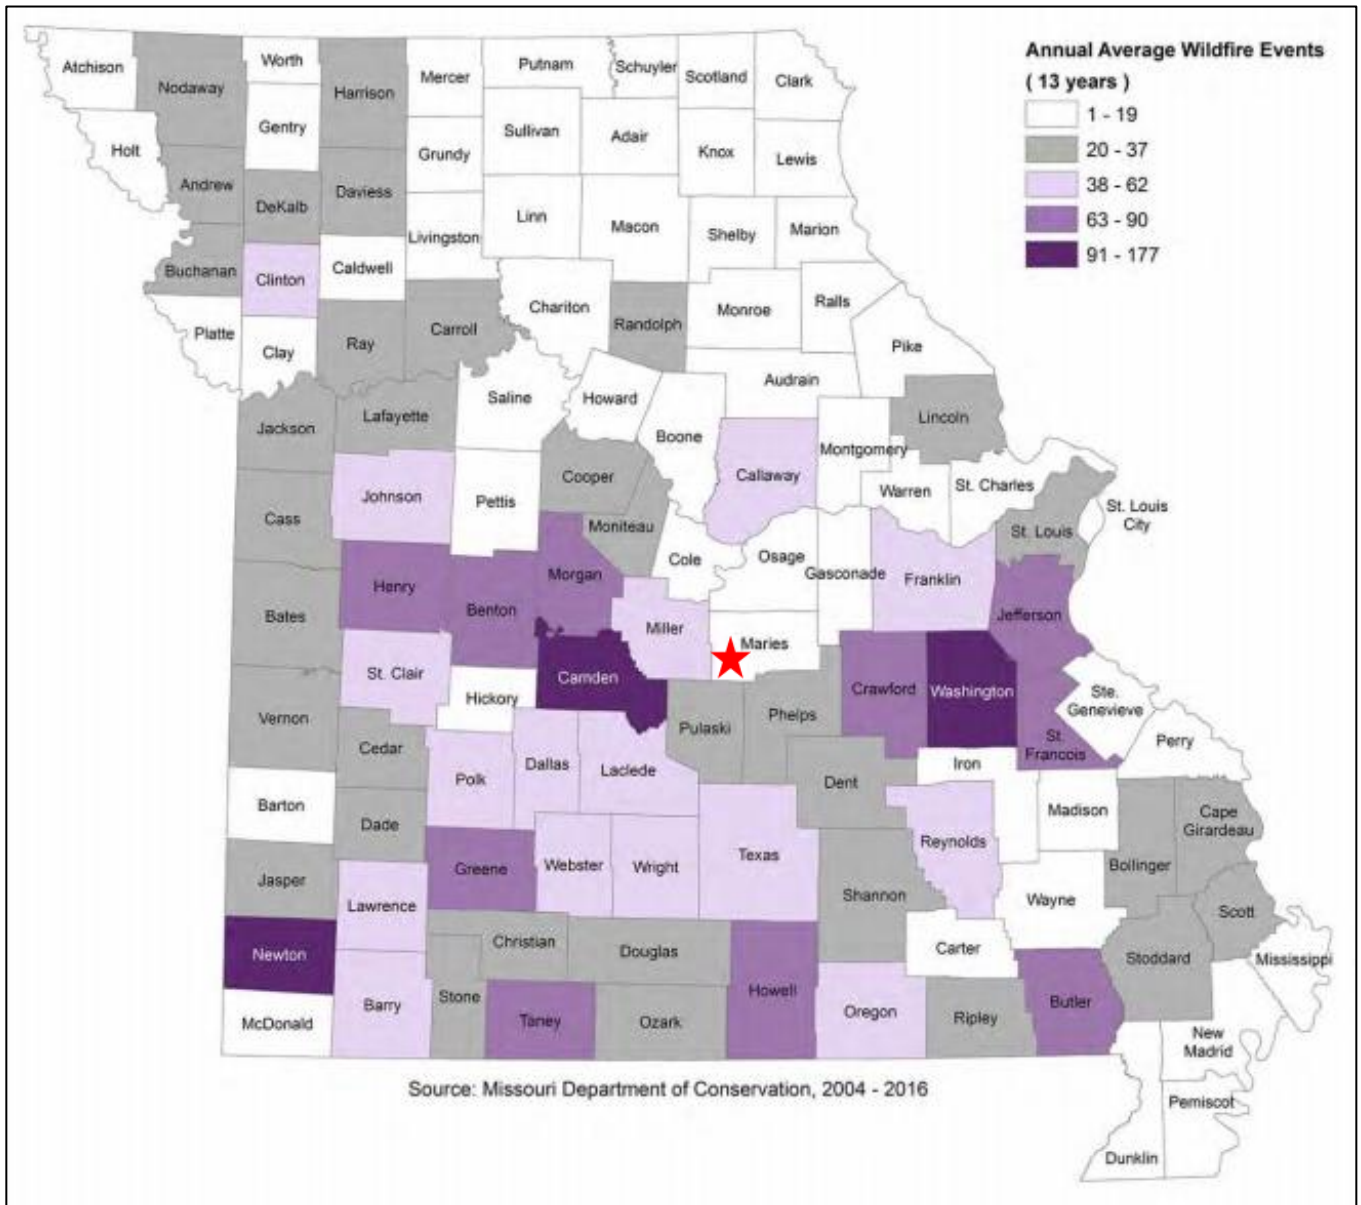 Annual Average Wildfire Events
( 13 years )
1 - 19
20 - 37
38 - 62
63 - 90
91 - 177
Atchison
Nodaway
Worth
Harrison
Mercer
Putnam
Schuyler
Scotland
Clark
Holt
Gentry
Grundy
Sullivan
Adair
Knox
Lewis
Andrew
DeKalb
Daviess
Livingston
Linn
Macon
Shelby
Marion
Buchanan
Clinton
Caldwell
Chariton
Randolph
Monroe
Ralls
Platte
Clay
Ray
Carroll
Pike
Audrain
Jackson
Lafayette
Saline
Howard
Boone
Callaway
Montgomery
Lincoln
Johnson
Pettis
Cooper
Warren
St. Charles
St. Louis
City
Cass
Moniteau
Cole
Osage
Gasconade
Franklin
St. Louis
Henry
Benton
Morgan
Jefferson
Bates
Miller
Maries
St. Clair
Hickory
Camden
Crawford
Washington
Ste.
Genevieve
Vernon
Cedar
Pulaski
Phelps
St.
Francois
Perry
Polk
Dallas
Laclede
Dent
Iron
Barton
Dade
Madison
Cape
Girardeau
Jasper
Greene
Webster
Wright
Texas
Reynolds
Bollinger
Lawrence
Shannon
Wayne
Scott
Newton
Christian
Douglas
Carter
Stoddard
Mississippi
McDonald
Barry
Stone
Taney
Ozark
Howell
Oregon
Ripley
Butler
New
Madrid
Pemiscot
Dunklin
Source: Missouri Department of Conservation, 2004 - 2016